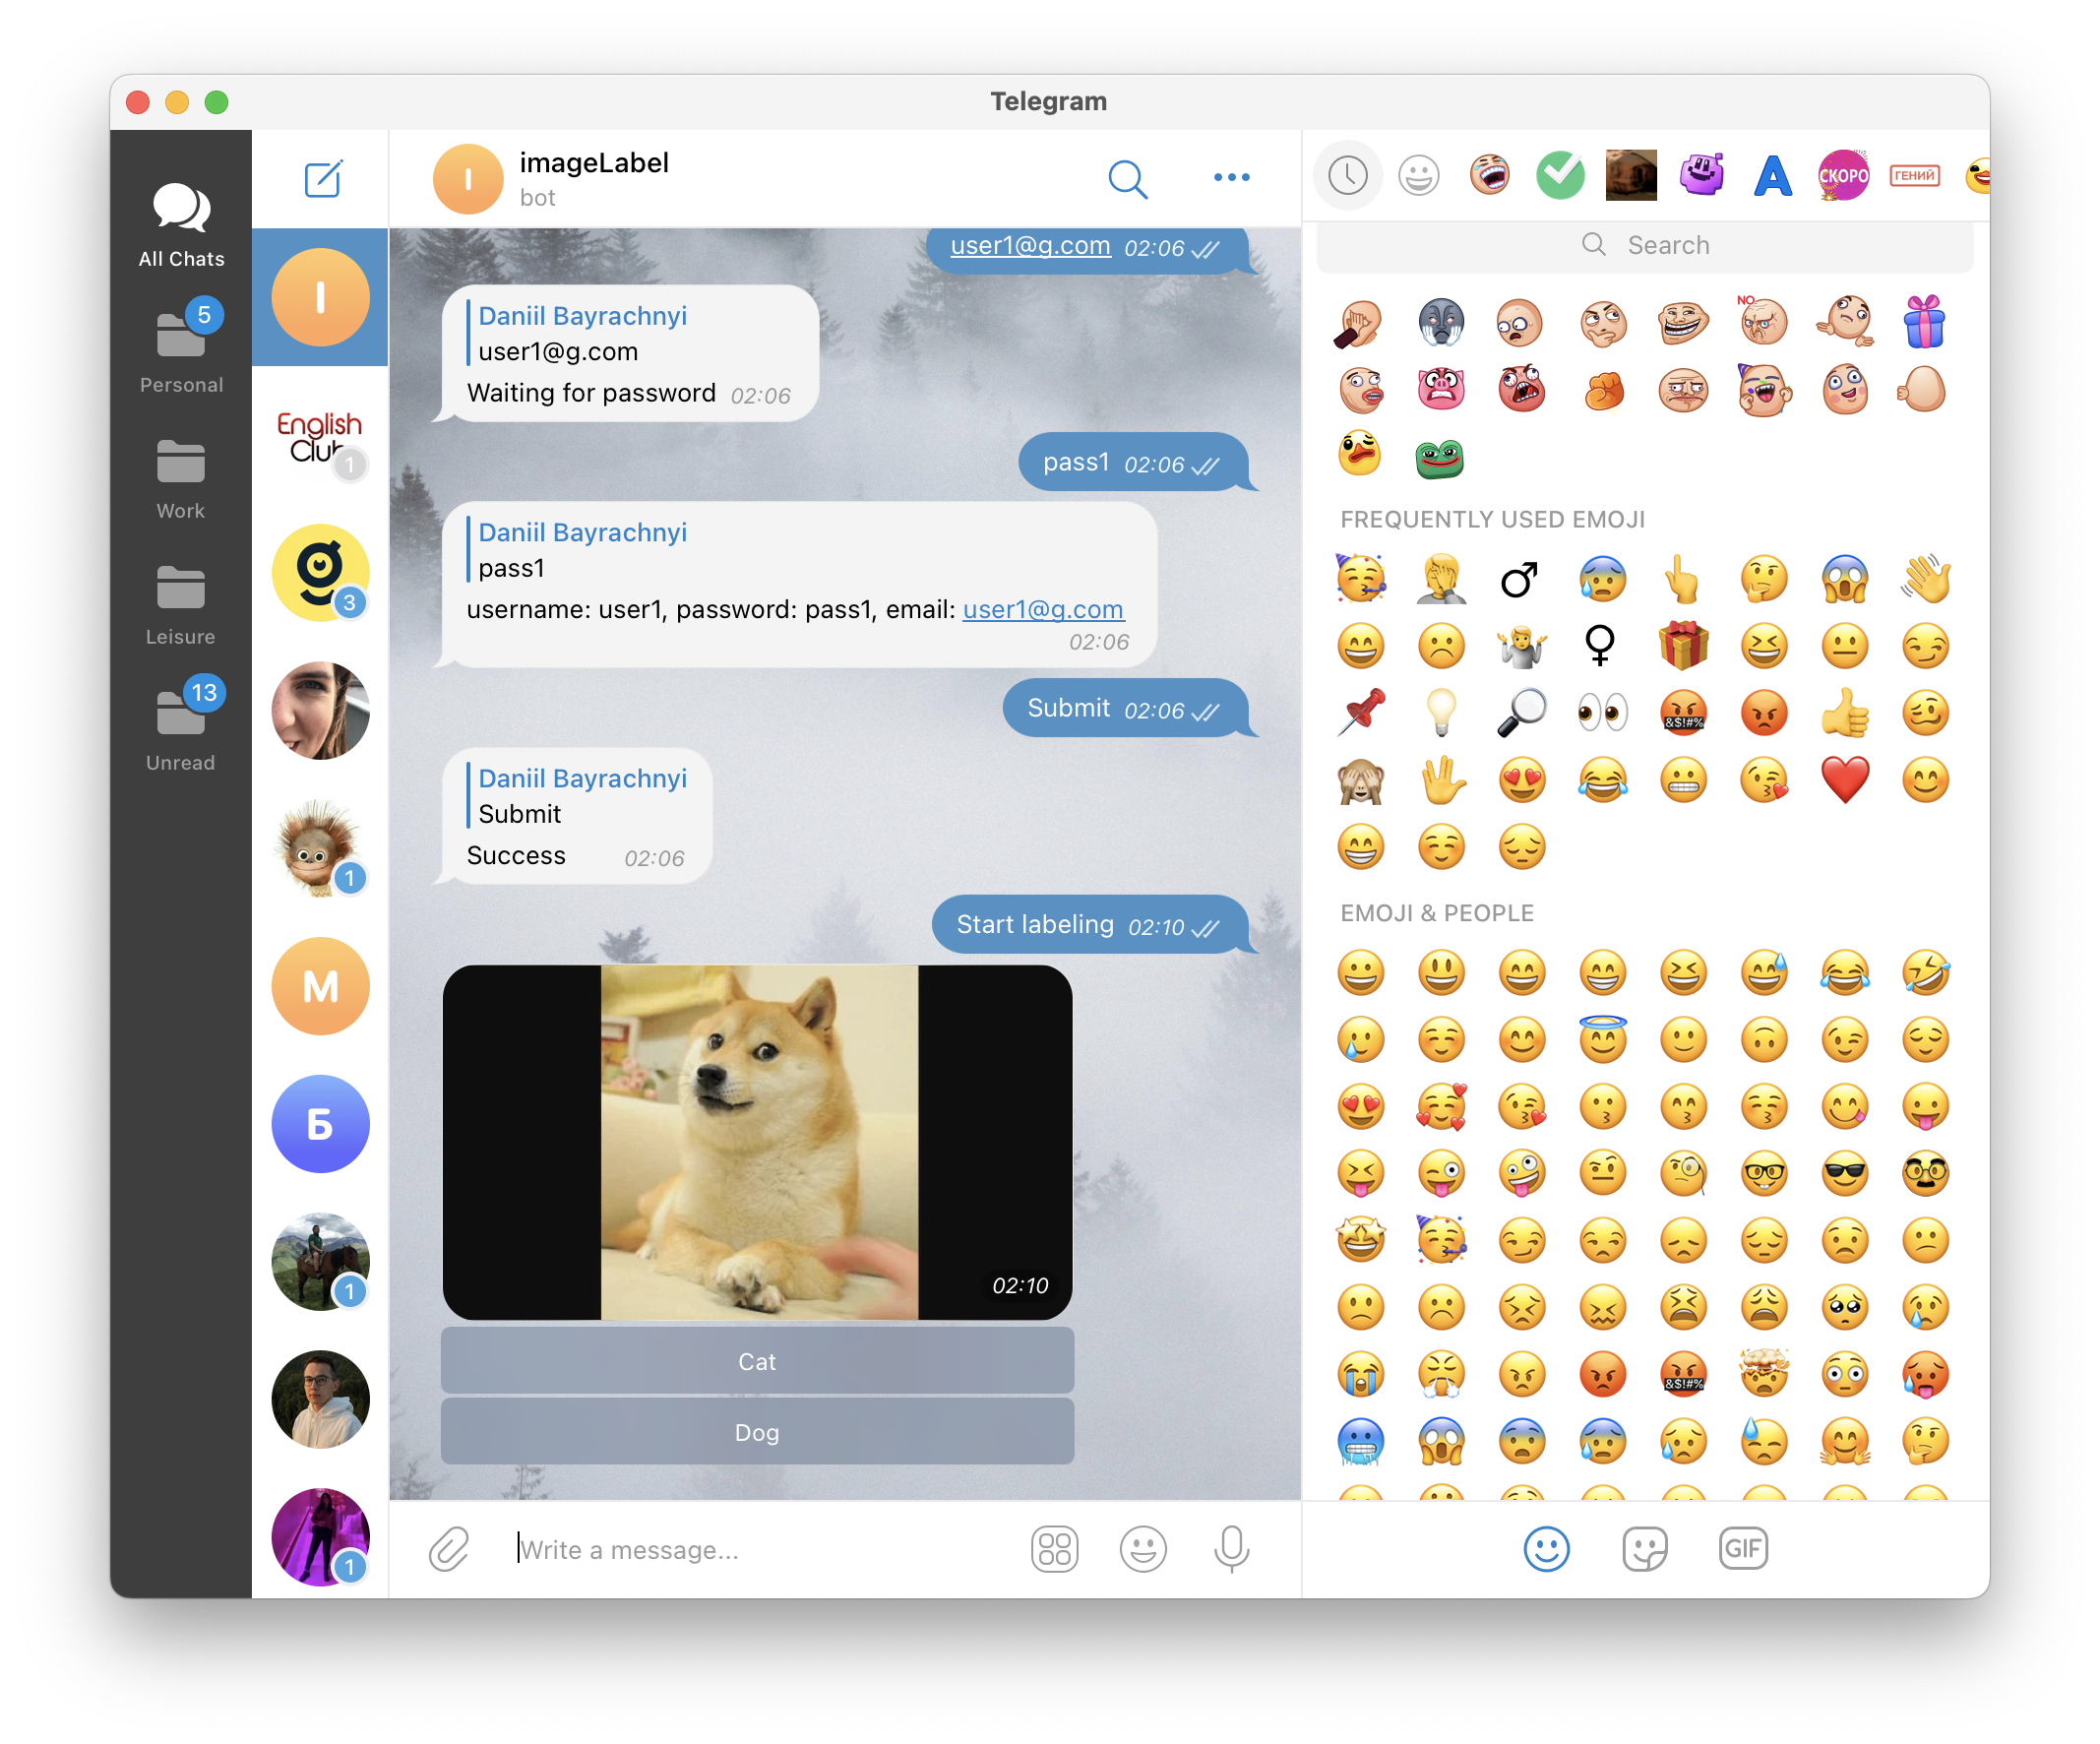 Telegram
All Chats
5
Personal
Work
Leisure
13
Unread
I
English
Club
1
3
1
M
Б
1
1
I
imageLabel
bot
user1@g.com 02:06
Daniil Bayrachnyi
user1@g.com
Waiting for password 02:06
pass1 02:06
Daniil Bayrachnyi
pass1
username: user1, password: pass1, email: user1@g.com
02:06
Submit 02:06
Daniil Bayrachnyi
Submit
Success 02:06
Start labeling 02:10
02:10
Cat
Dog
Write a message...
A
СКОРО
ГЕНИЙ
Search
NO.
FREQUENTLY USED EMOJI
&$!#%
EMOJI & PEOPLE
&$!#%
GIF